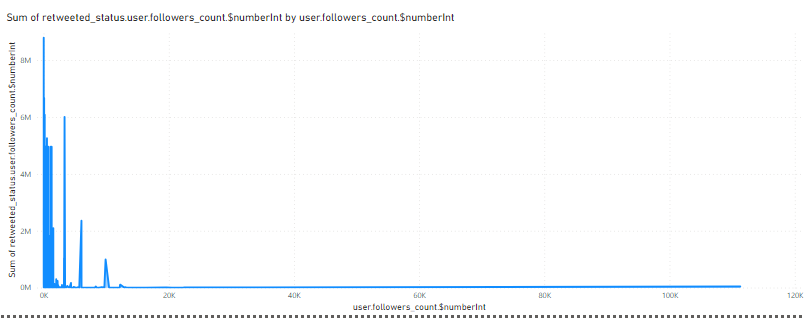 Sum of retweeted_status.user.followers_count.$numberInt by user.followers_count.$numberInt
Sum of retweeted_status.user.followers_count.$numberInt
8M
6M
4M
2M
0M
0K 20K 40K 60K 80K 100K 120K
user.followers_count.$numberInt